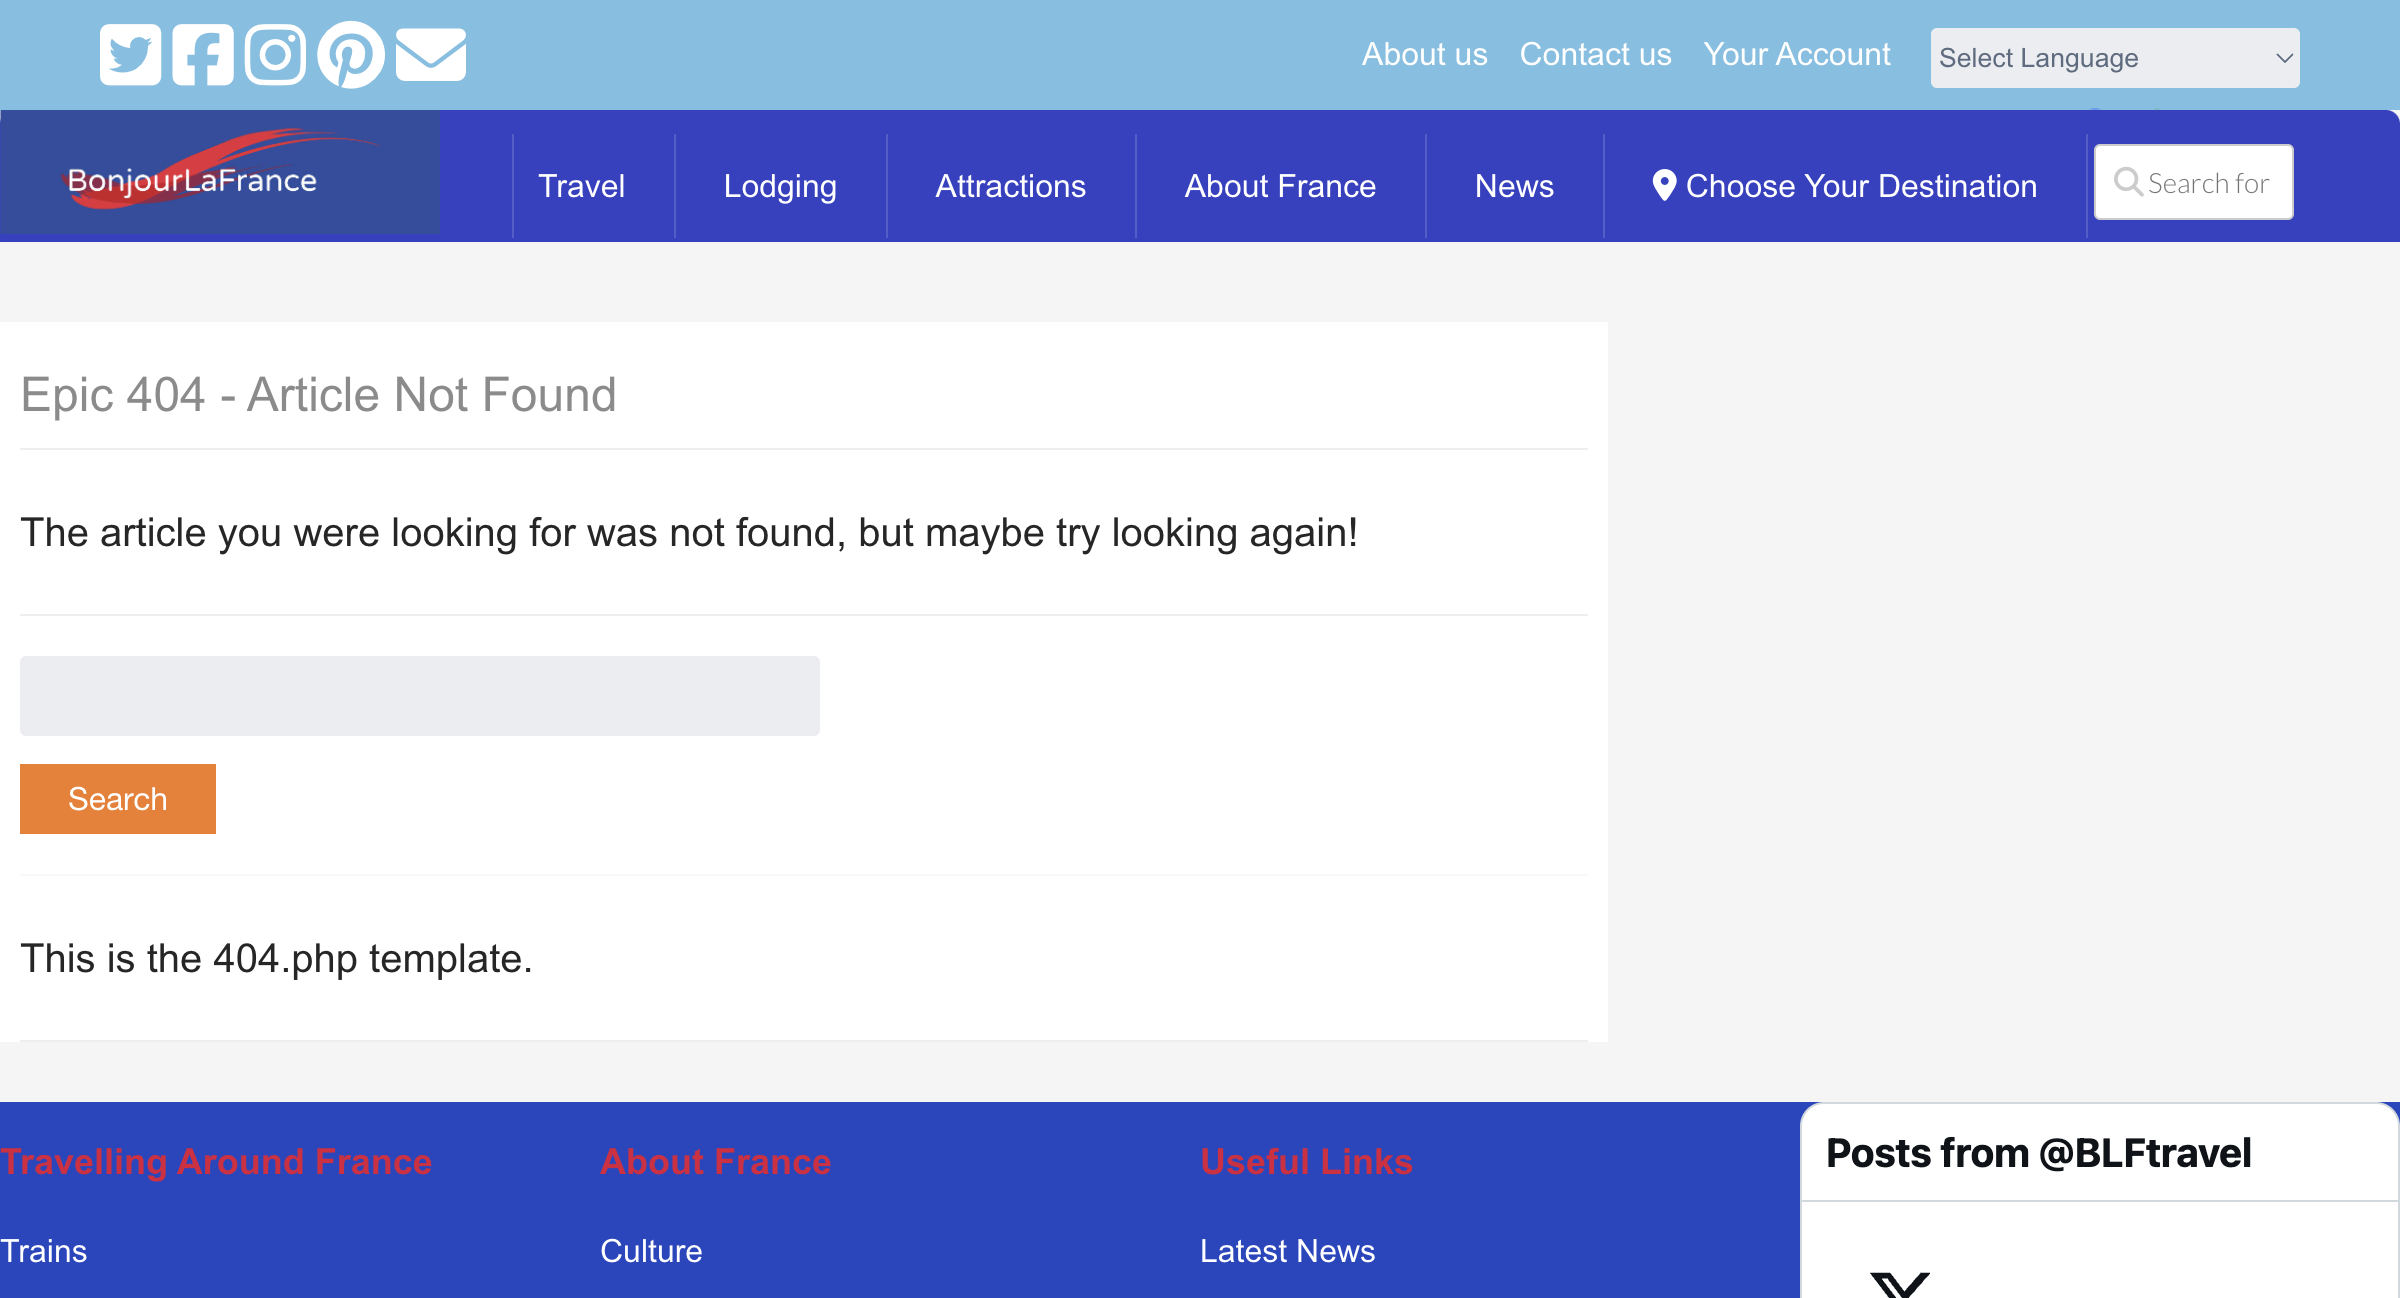 About us Contact us Your Account Select Language
BonjourLaFrance Travel Lodging Attractions About France News Choose Your Destination Search for
Epic 404 - Article Not Found
The article you were looking for was not found, but maybe try looking again!
Search
This is the 404.php template.
Travelling Around France About France Useful Links
Posts from @BLFtravel
Trains Culture Latest News